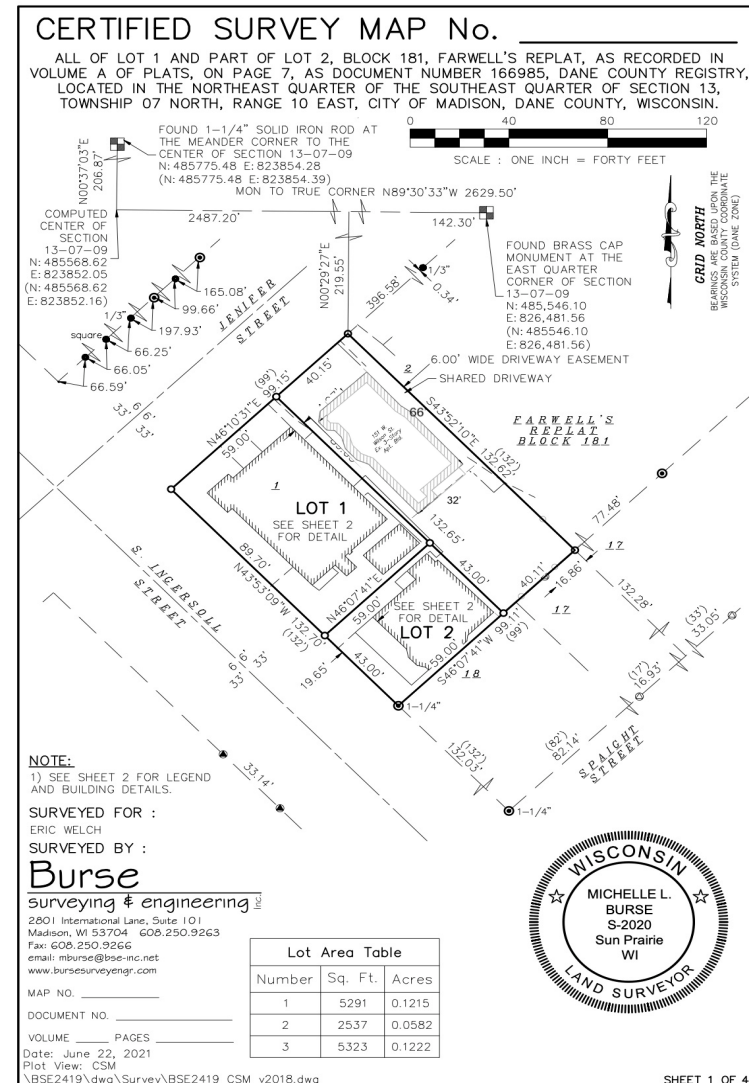 CERTIFIED SURVEY MAP No.
ALL OF LOT 1 AND PART OF LOT 2, BLOCK 181, FARWELL'S REPLAT, AS RECORDED IN
VOLUME A OF PLATS, ON PAGE 7, AS DOCUMENT NUMBER 166985, DANE COUNTY REGISTRY,
LOCATED IN THE NORTHEAST QUARTER OF THE SOUTHEAST QUARTER OF SECTION 13,
TOWNSHIP 07 NORTH, RANGE 10 EAST, CITY OF MADISON, DANE COUNTY, WISCONSIN.
FOUND 1-1/4" SOLID IRON ROD AT
THE MEANDER CORNER TO THE
CENTER OF SECTION 13-07-09
N: 485775.48 E: 823854.28
(N: 485775.48 E: 823854.39)
0 40 80 120
SCALE : ONE INCH = FORTY FEET
N00°37'03"E
206.87'
MON TO TRUE CORNER N89°30'33"W 2629.50'
2487.20'
142.30'
GRID NORTH
BEARINGS ARE BASED UPON THE
WISCONSIN COUNTY COORDINATE
SYSTEM (DANE ZONE)
COMPUTED
CENTER OF
SECTION
13-07-09
N: 485568.62
E: 823852.05
(N: 485568.62
E: 823852.16)
FOUND BRASS CAP
MONUMENT AT THE
EAST QUARTER
CORNER OF SECTION
13-07-09
N: 485,546.10
E: 826,481.56
(N: 485546.10
E: 826,481.56)
N00°29'27"E
219.55'
396.58'
1/3"
0.34'
JENIFER
STREET
165.08'
99.66'
1/3"
197.93'
square
66.25'
66.05'
66.59'
6.6'
33'
33'
6.00' WIDE DRIVEWAY EASEMENT
SHARED DRIVEWAY
2
40.15'
(99')
99.15'
N46°10'31"E
59.00'
66
S43°52'10"E
(132')
132.62'
FARWELL'S
REPLAT
BLOCK 181
32'
1
LOT 1
SEE SHEET 2
FOR DETAIL
132.65'
43.00'
77.48'
17
40.11'
16.86'
17
132.28'
89.70'
N43°53'09"W 132.70'
(132')
N46°07'41"E
59.00'
SEE SHEET 2
FOR DETAIL
LOT 2
59.00'
S46°07'41"W 99.11'
(99')
18
S. INGERSOLL
STREET
6.6'
33'
33'
19.65'
43.00'
1-1/4"
(33')
33.05'
(17')
16.93'
(82')
82.14'
SPAIGHT
STREET
(132')
132.03'
1-1/4"
33.14'
NOTE:
1) SEE SHEET 2 FOR LEGEND
AND BUILDING DETAILS.
SURVEYED FOR :
ERIC WELCH
SURVEYED BY :
Burse
surveying & engineering Inc.
2801 International Lane, Suite 101
Madison, WI 53704 608.250.9263
Fax: 608.250.9266
email: mburse@bse-inc.net
www.bursesurveyengr.com
MAP NO.
DOCUMENT NO.
VOLUME PAGES
Lot Area Table
Number Sq. Ft. Acres
1 5291 0.1215
2 2537 0.0582
3 5323 0.1222
WISCONSIN
MICHELLE L.
BURSE
S-2020
Sun Prairie
WI
LAND SURVEYOR
Date: June 22, 2021
Plot View: CSM
\BSE2419\dwg\Survey\BSE2419 CSM v2018.dwg
SHEET 1 OF 4